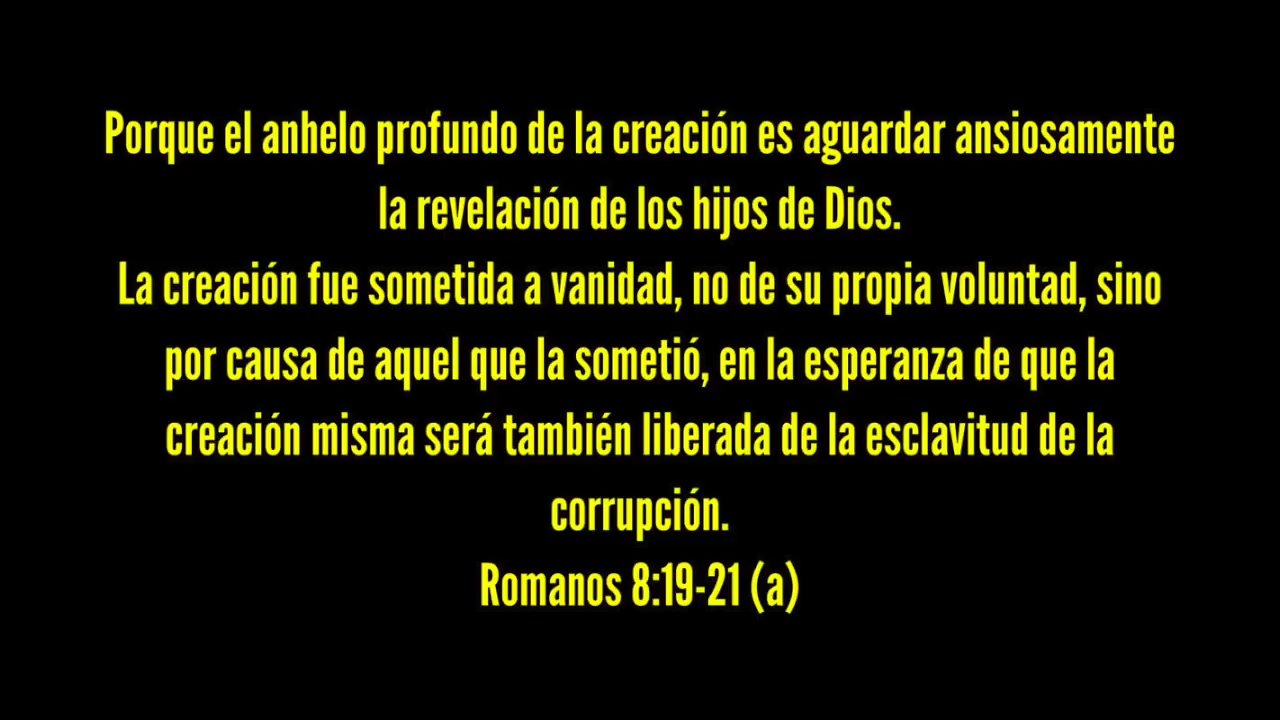 Porque el anhelo profundo de la creación es aguardar ansiosamente
la revelación de los hijos de Dios.
La creación fue sometida a vanidad, no de su propia voluntad, sino
por causa de aquel que la sometió, en la esperanza de que la
creación misma será también liberada de la esclavitud de la
corrupción.
Romanos 8:19-21 (a)